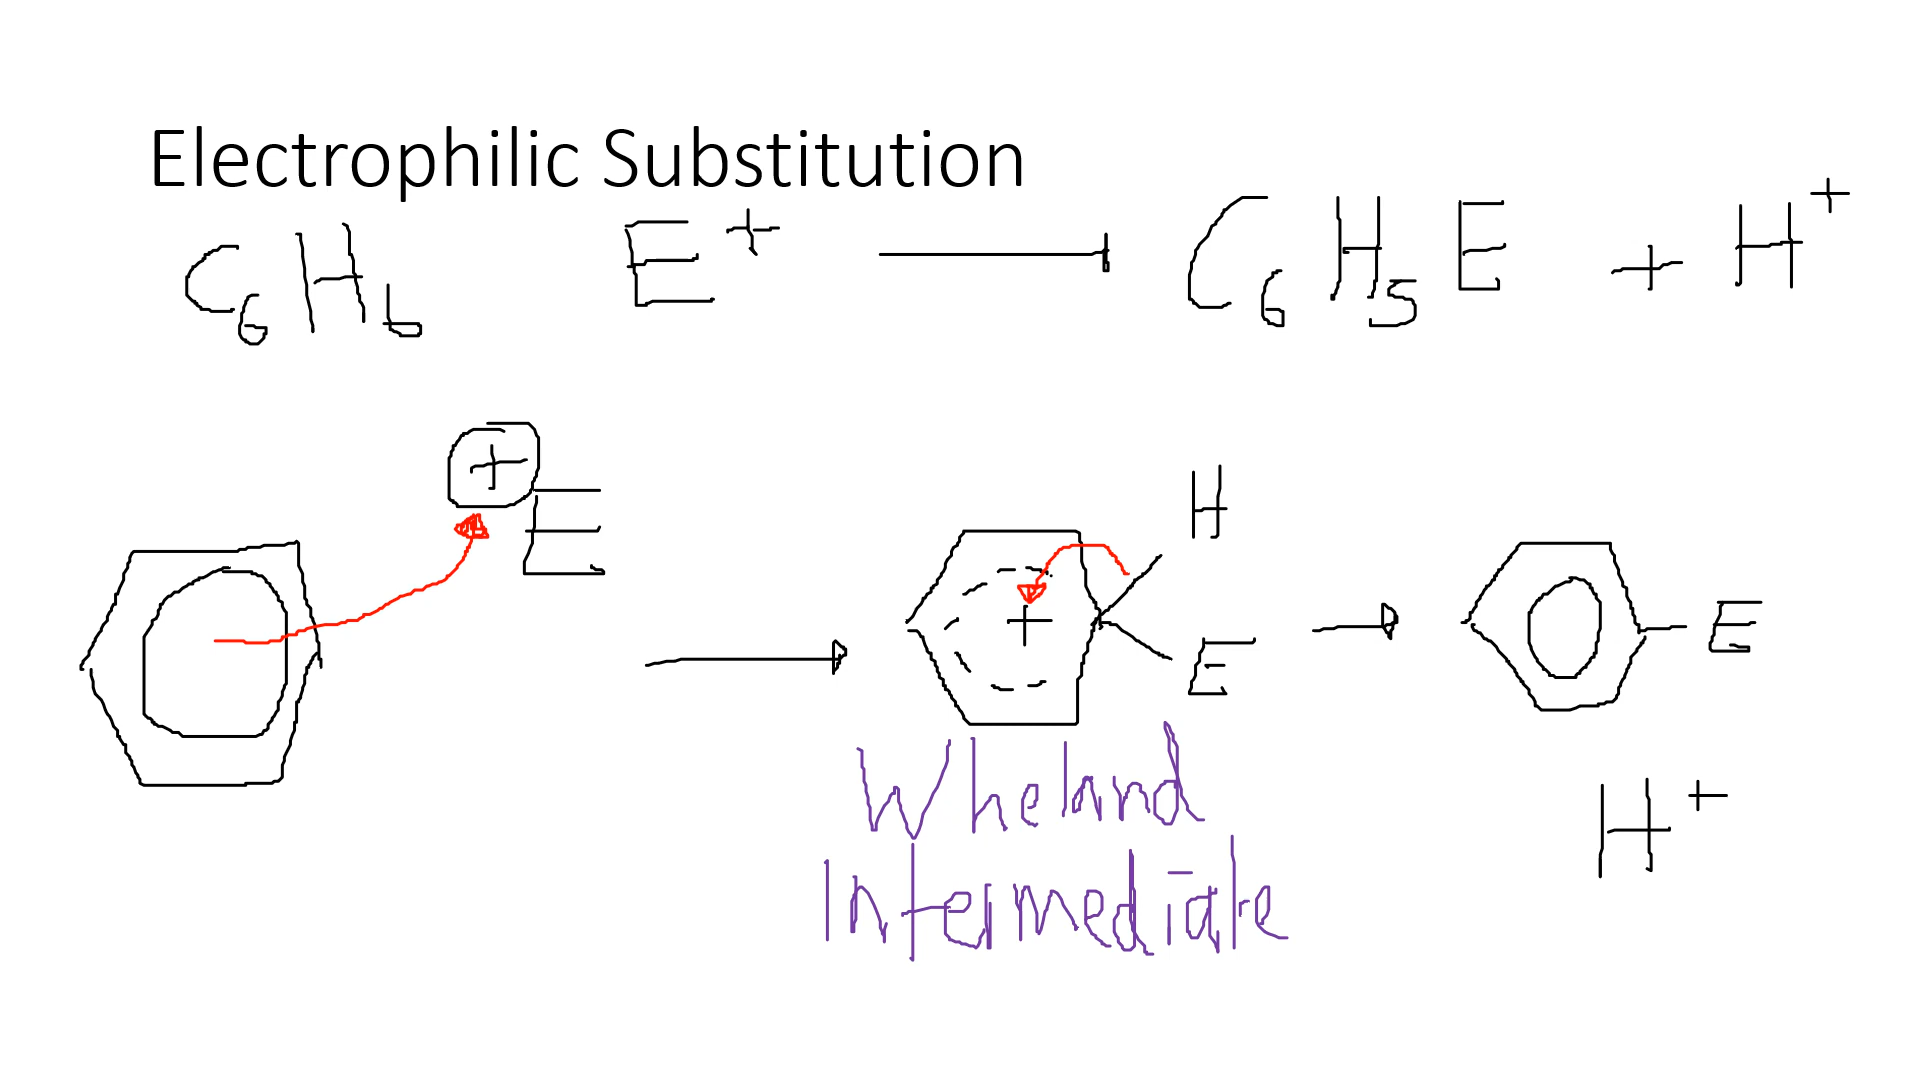 Electrophilic Substitution
C6H6 E+ → C6H5E + H+
+
E
H
+
E
E
Wheland
Intermediate
H+